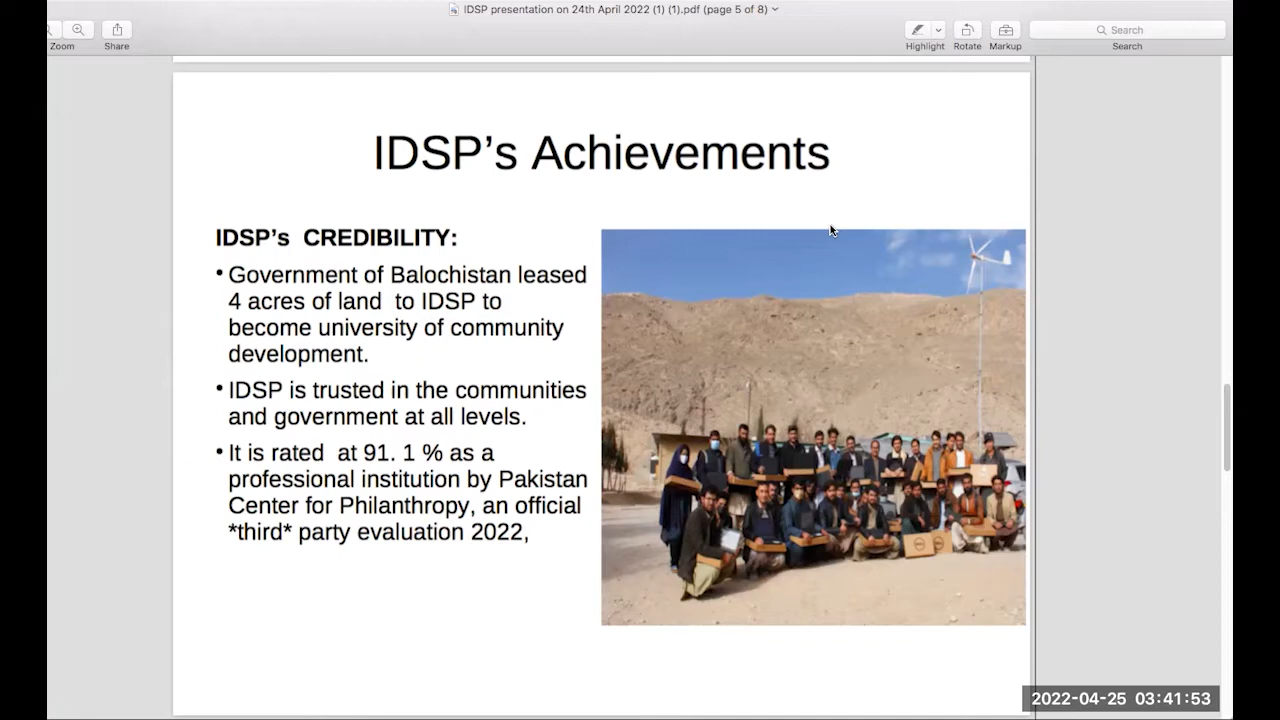 IDSP presentation on 24th April 2022 (1) (1).pdf (page 5 of 8)
Search
Zoom
Share
Highlight
Rotate
Markup
Search
IDSP’s Achievements
IDSP’s  CREDIBILITY:
• Government of Balochistan leased
4 acres of land  to IDSP to
become university of community
development.
• IDSP is trusted in the communities
and government at all levels.
• It is rated  at 91. 1 % as a
professional institution by Pakistan
Center for Philanthropy, an official
*third* party evaluation 2022,
2022-04-25  03:41:53